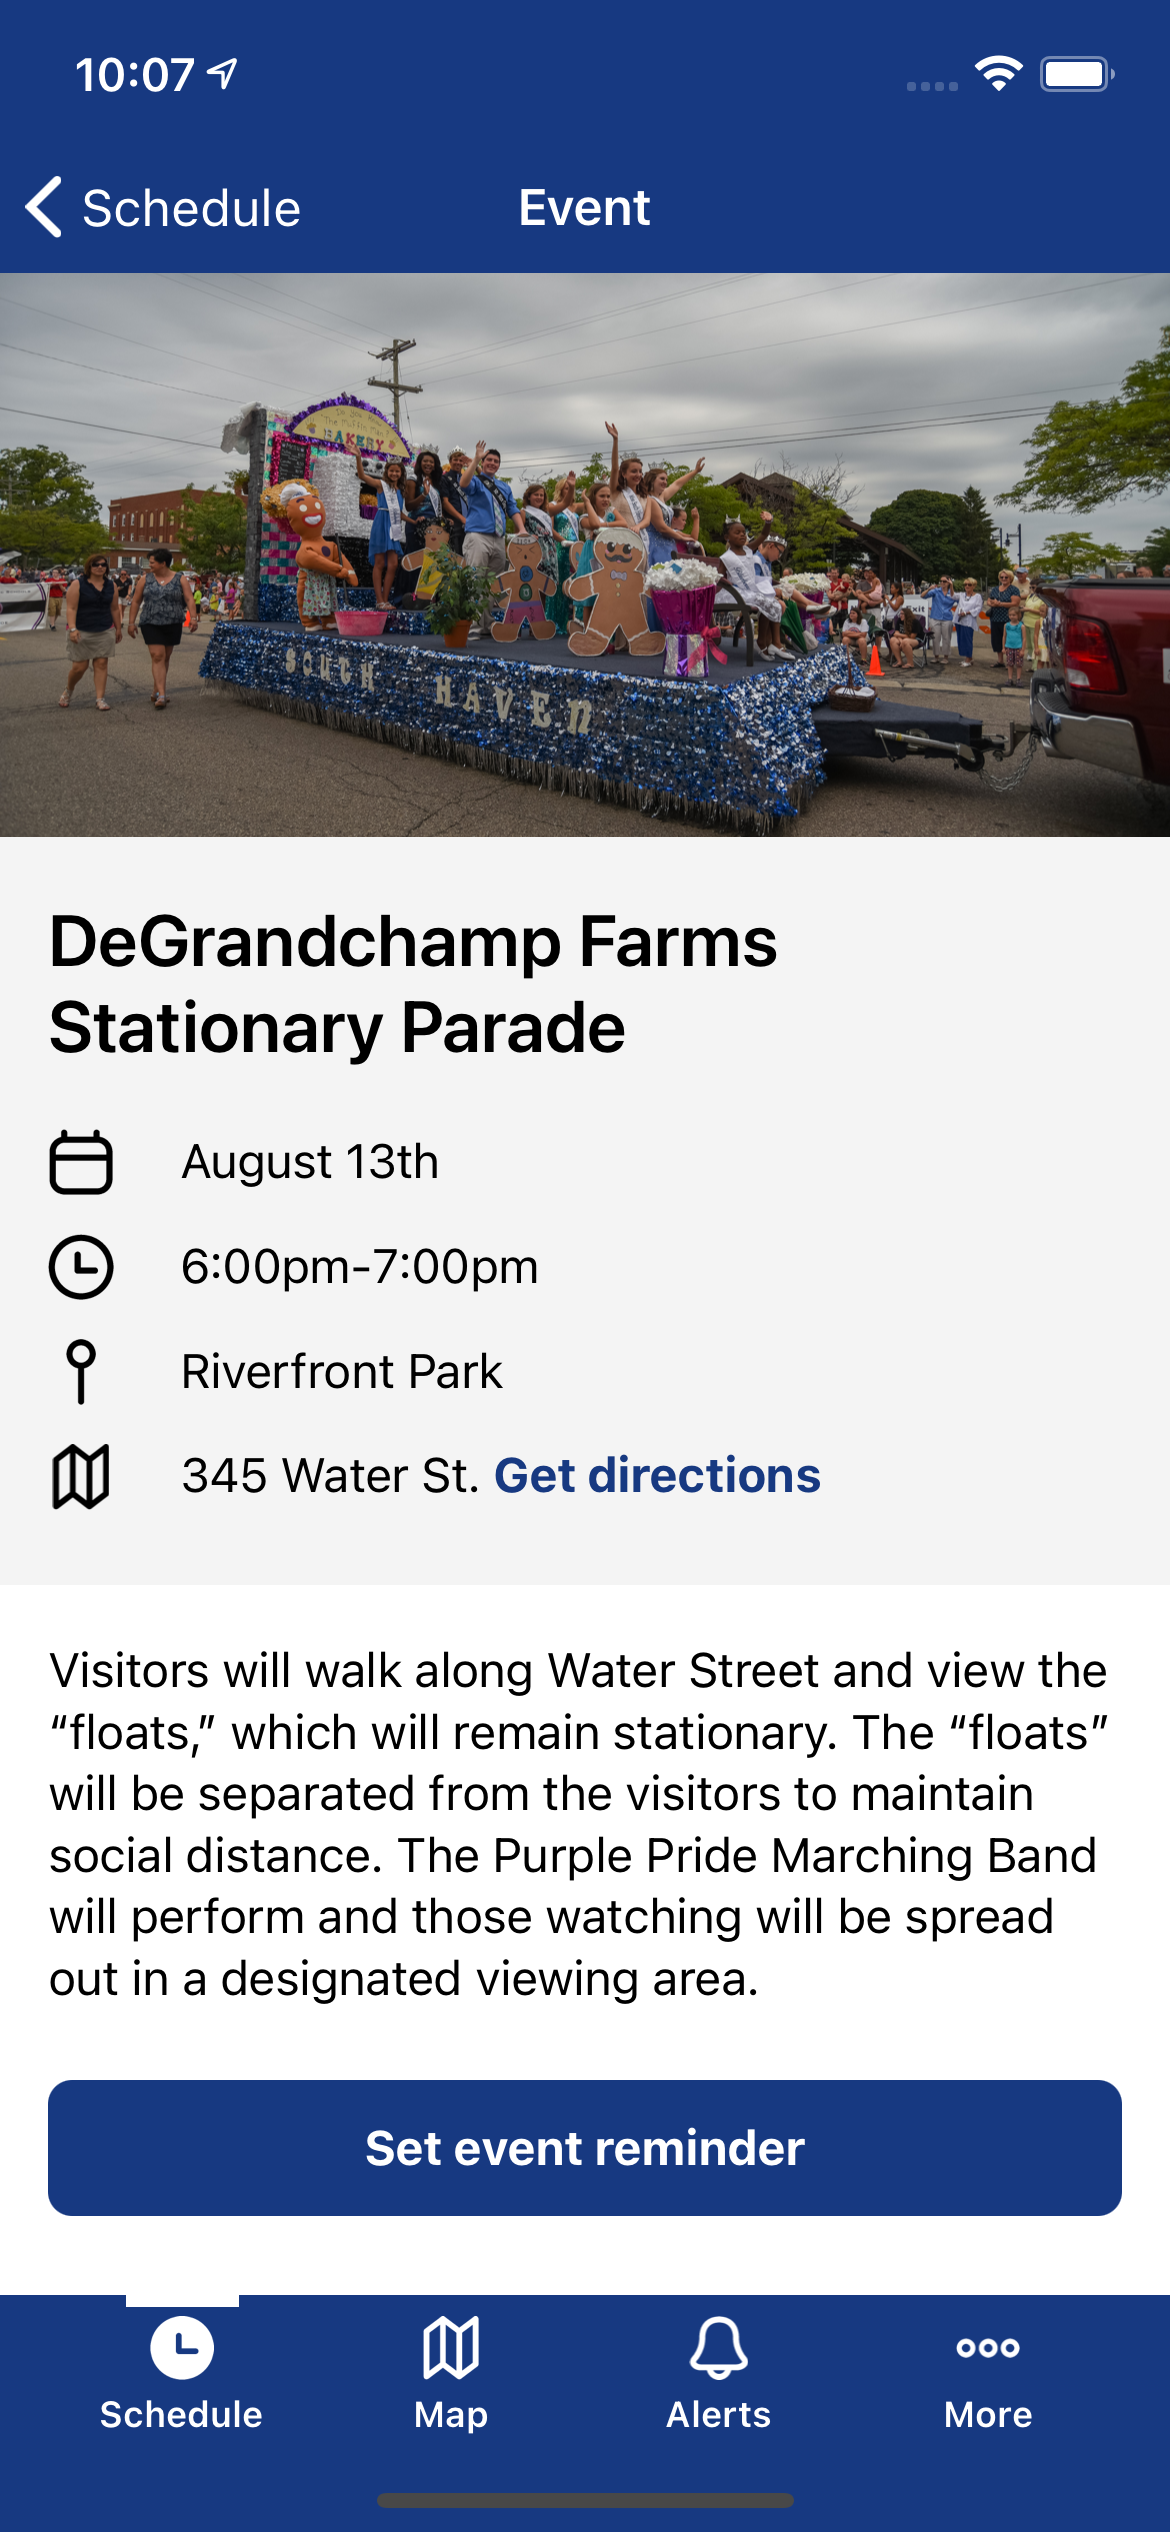 10:07
Schedule
Event
BAKERY
SOUTH HAVEn
Exit
DeGrandchamp Farms
Stationary Parade
August 13th
6:00pm-7:00pm
Riverfront Park
345 Water St. Get directions
Visitors will walk along Water Street and view the
“floats,” which will remain stationary. The “floats”
will be separated from the visitors to maintain
social distance. The Purple Pride Marching Band
will perform and those watching will be spread
out in a designated viewing area.
Set event reminder
Schedule
Map
Alerts
More